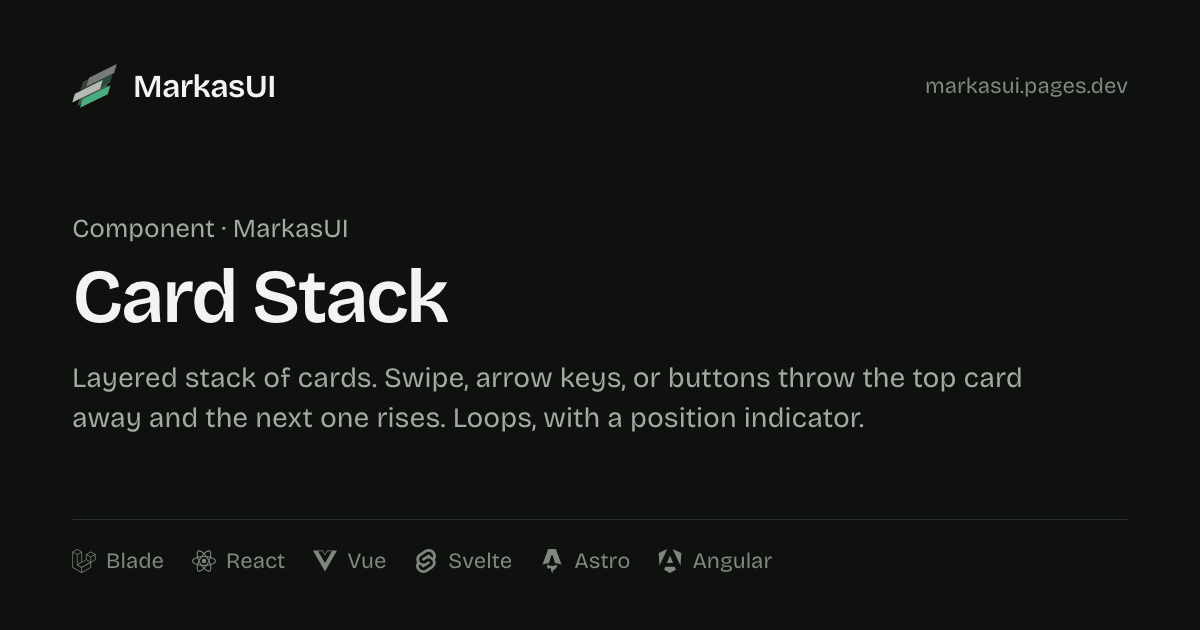 MarkasUI
markasui.pages.dev
Component · MarkasUI
Card Stack
Layered stack of cards. Swipe, arrow keys, or buttons throw the top card
away and the next one rises. Loops, with a position indicator.
Blade React Vue Svelte Astro Angular